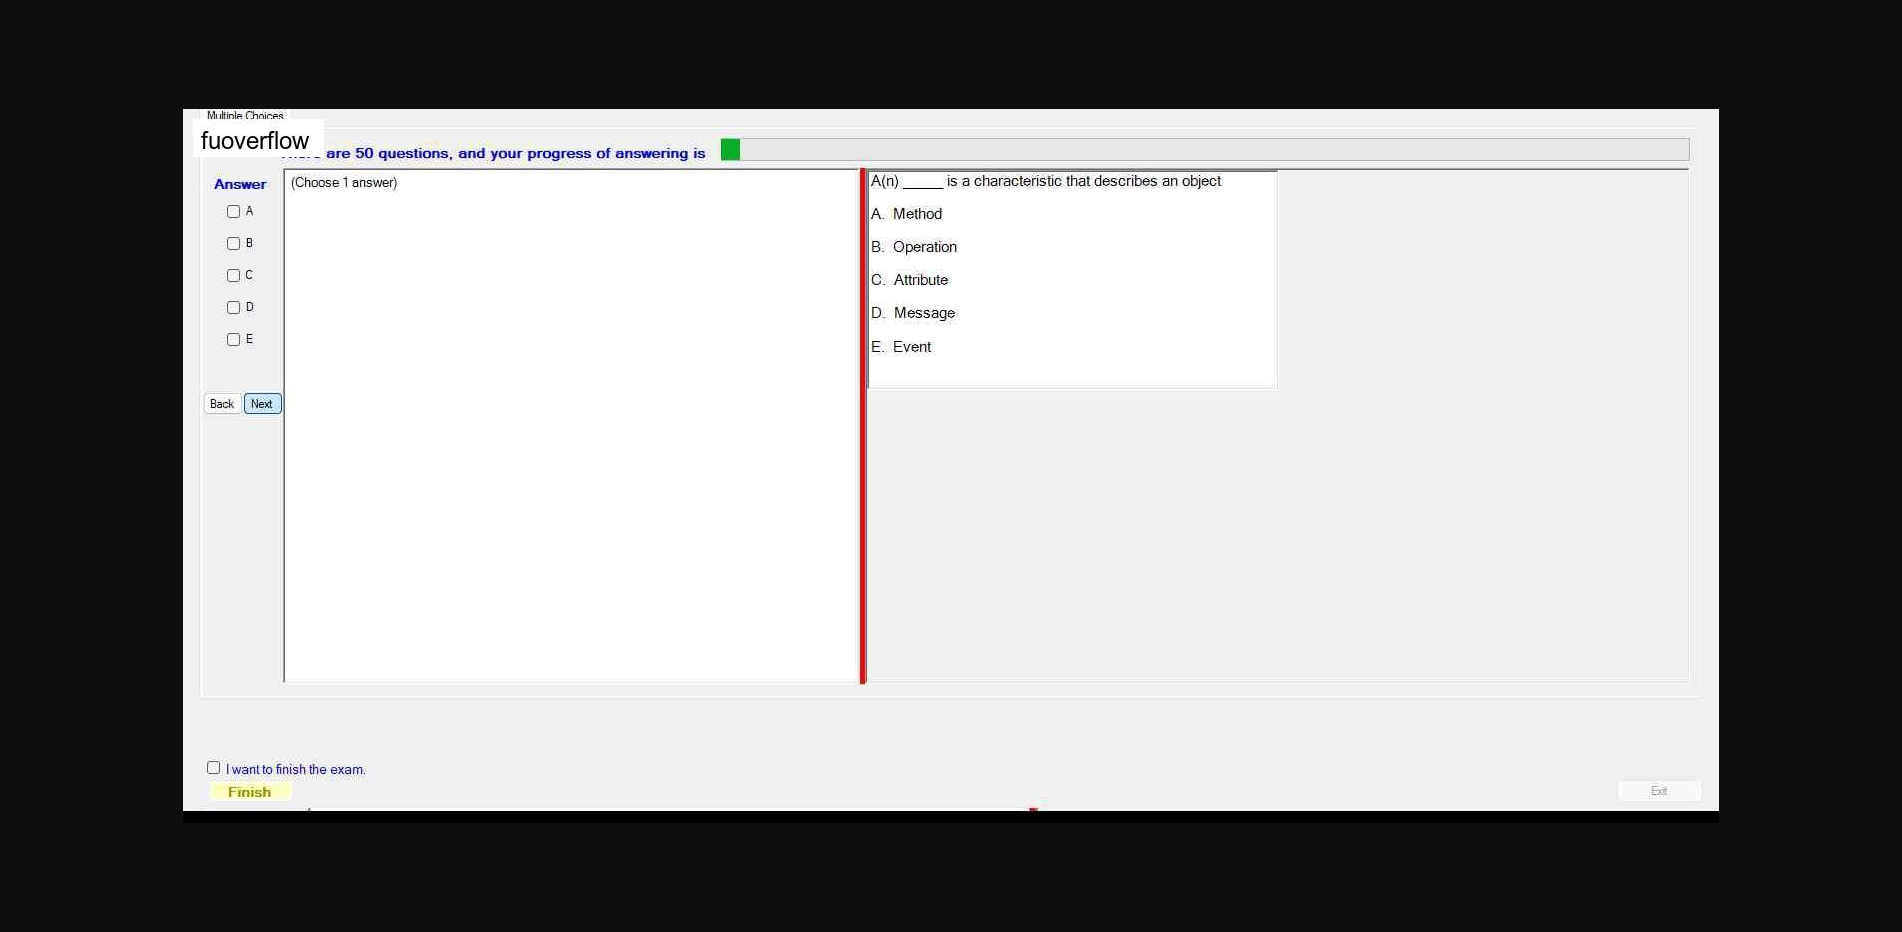 Multiple Choices
fuoverflow
are 50 questions, and your progress of answering is
Answer
(Choose 1 answer)
A
B
C
D
E
Back Next
A(n) _____ is a characteristic that describes an object
A. Method
B. Operation
C. Attribute
D. Message
E. Event
I want to finish the exam.
Finish
Exit